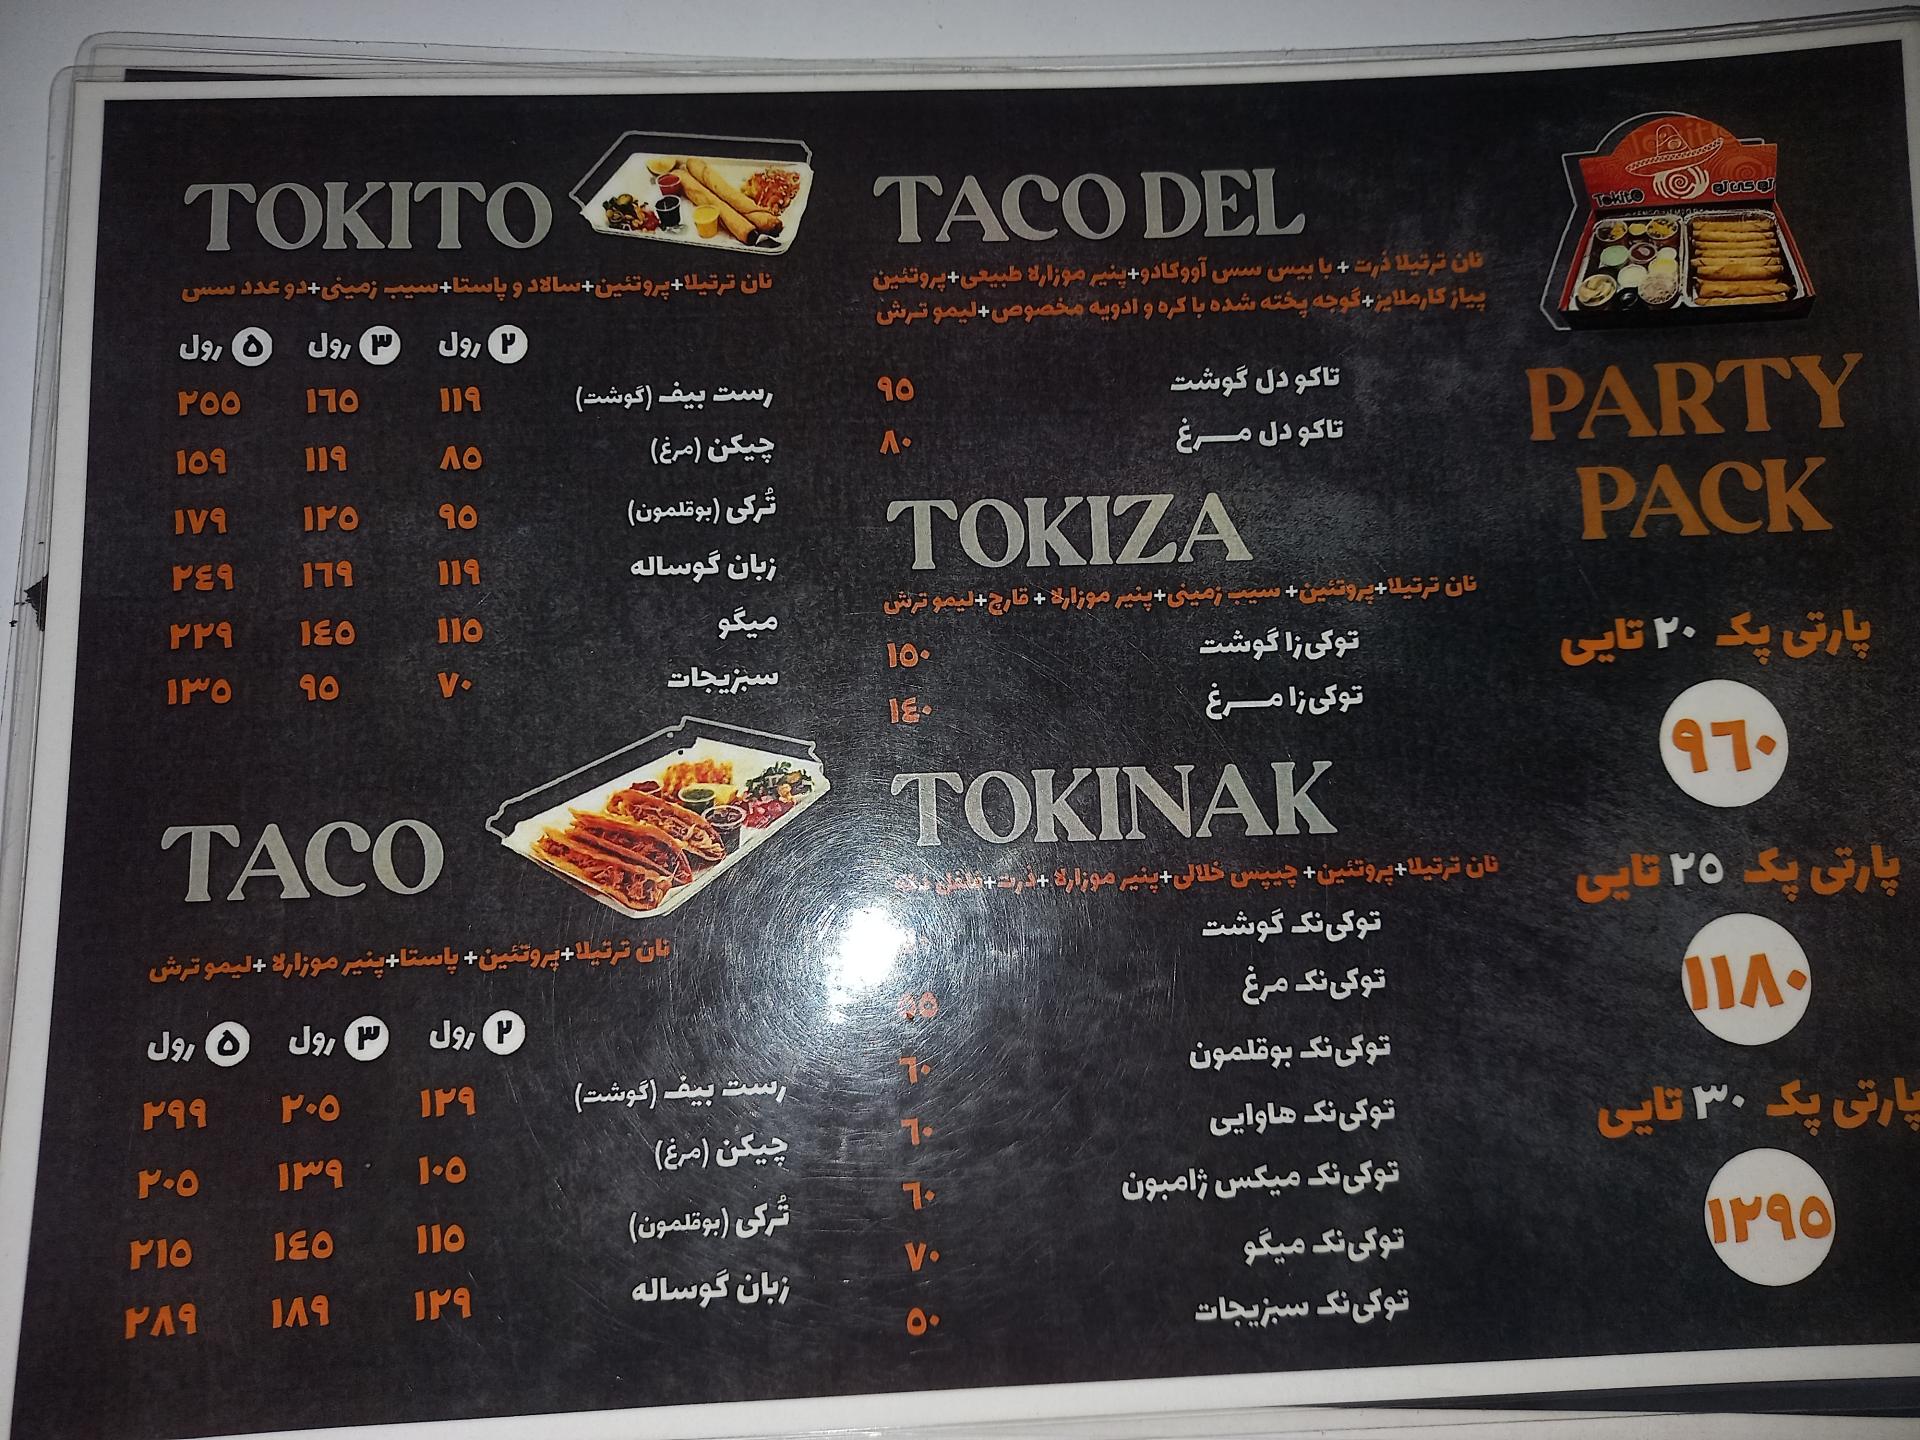 TOKITO
نان ترتیلا+پروتئین+سالاد و پاستا+سیب زمینی+دو عدد سس
۲ رول ۳ رول ۵ رول
رست بیف (گوشت) ۱۱۹ ۱۶۵ ۲۵۵
چیکن (مرغ) ۸۵ ۱۱۹ ۱۵۹
تُرکی (بوقلمون) ۹۵ ۱۲۵ ۱۷۹
زبان گوساله ۱۱۹ ۱۶۹ ۲۴۹
میگو ۱۱۵ ۱۴۵ ۲۲۹
سبزیجات ۷۰ ۹۵ ۱۳۵
TACO
نان ترتیلا+پروتئین+ پاستا+پنیر موزارلا +لیمو ترش
۲ رول ۳ رول ۵ رول
رست بیف (گوشت) ۱۲۹ ۲۰۵ ۲۹۹
چیکن (مرغ) ۱۰۵ ۱۳۹ ۲۰۵
تُرکی (بوقلمون) ۱۱۵ ۱۴۵ ۲۱۵
زبان گوساله ۱۲۹ ۱۸۹ ۲۸۹
TACO DEL
نان ترتیلا ذرت + با بیس سس آووکادو+پنیر موزارلا طبیعی+پروتئین
پیاز کارملایز+گوجه پخته شده با کره و ادویه مخصوص+لیمو ترش
تاکو دل گوشت ۹۵
تاکو دل مرغ ۸۰
TOKIZA
نان ترتیلا+پروتئین+ سیب زمینی+پنیر موزارلا + قارچ+لیمو ترش
توکی‌زا گوشت ۱۵۰
توکی‌زا مرغ ۱۴۰
TOKINAK
نان ترتیلا+پروتئین+ چیپس خلالی+پنیر موزارلا +ذرت+فلفل
توکی‌نک گوشت
توکی‌نک مرغ
توکی‌نک بوقلمون ۶۰
توکی‌نک هاوایی ۶۰
توکی‌نک میکس ژامبون ۶۰
توکی‌نک میگو ۷۰
توکی‌نک سبزیجات ۵۰
Tokito توکی تو
PARTY
PACK
پارتی پک ۲۰ تایی
۹۶۰
پارتی پک ۲۵ تایی
۱۱۸۰
پارتی پک ۳۰ تایی
۱۲۹۵